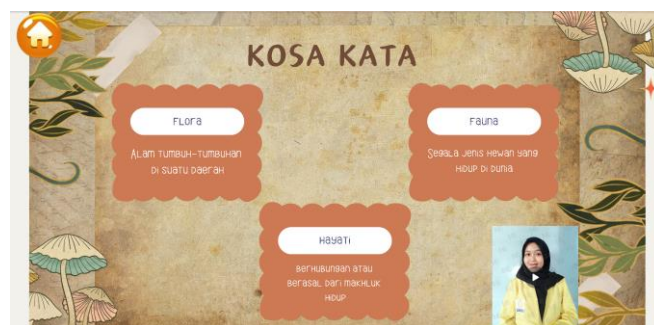 KOSA KATA
Flora
Alam tumbuh-tumbuhan
di suatu daerah
Fauna
Segala jenis hewan yang
hidup di dunia
Hayati
Berhubungan atau
berasal dari makhluk
hidup